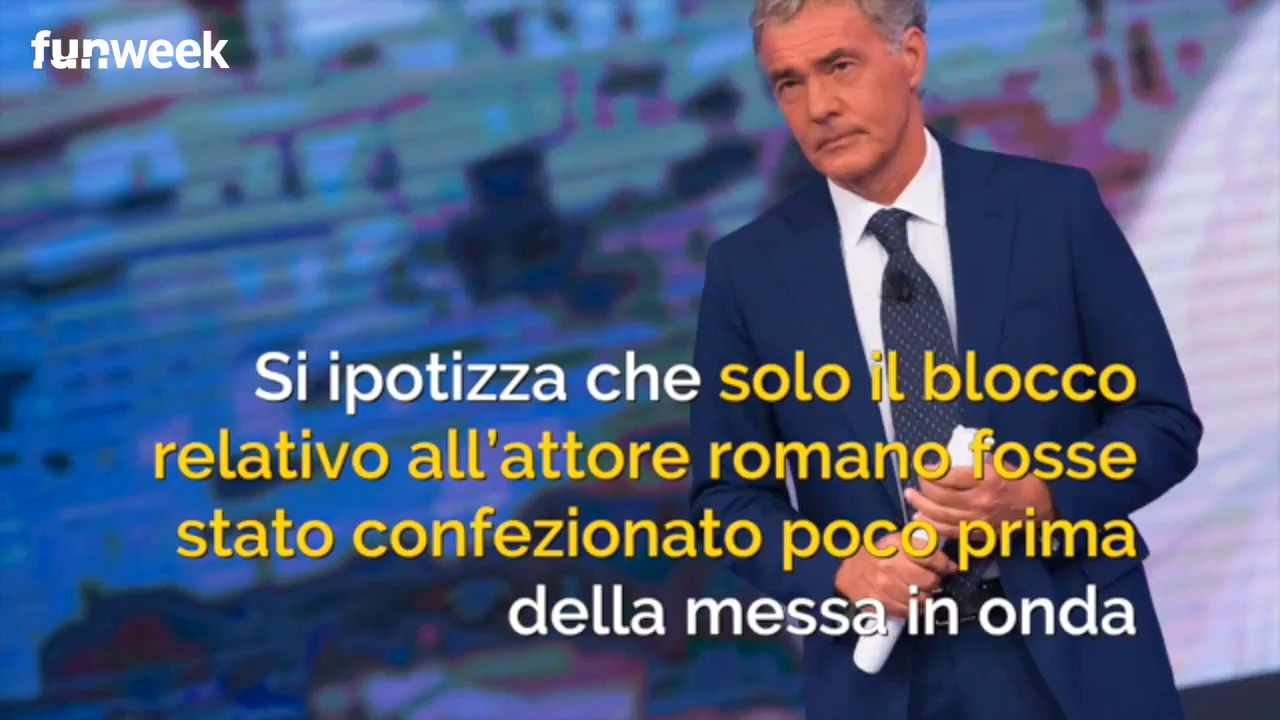 funweek
Si ipotizza che solo il blocco
relativo all’attore romano fosse
stato confezionato poco prima
della messa in onda